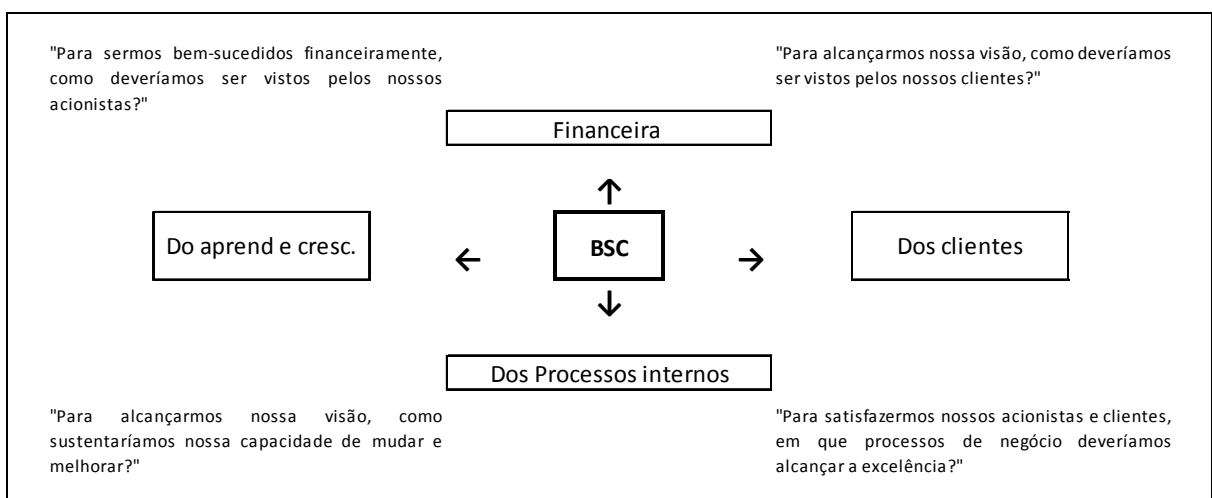 "Para sermos bem-sucedidos financeiramente,
como deveríamos ser vistos pelos nossos
acionistas?"
"Para alcançarmos nossa visão, como deveríamos
ser vistos pelos nossos clientes?"
Financeira
↑
Do aprend e cresc.
←
BSC
→
Dos clientes
↓
Dos Processos internos
"Para alcançarmos nossa visão, como
sustentaríamos nossa capacidade de mudar e
melhorar?"
"Para satisfazermos nossos acionistas e clientes,
em que processos de negócio deveríamos
alcançar a excelência?"